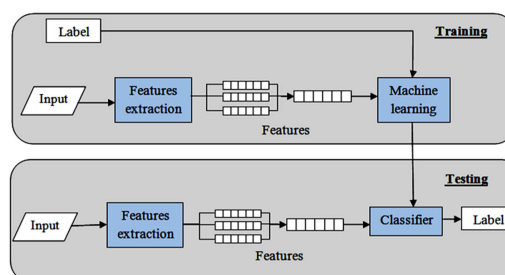 Label
Training
Input
Features
extraction
Machine
learning
Features
Testing
Input
Features
extraction
Classifier
Label
Features